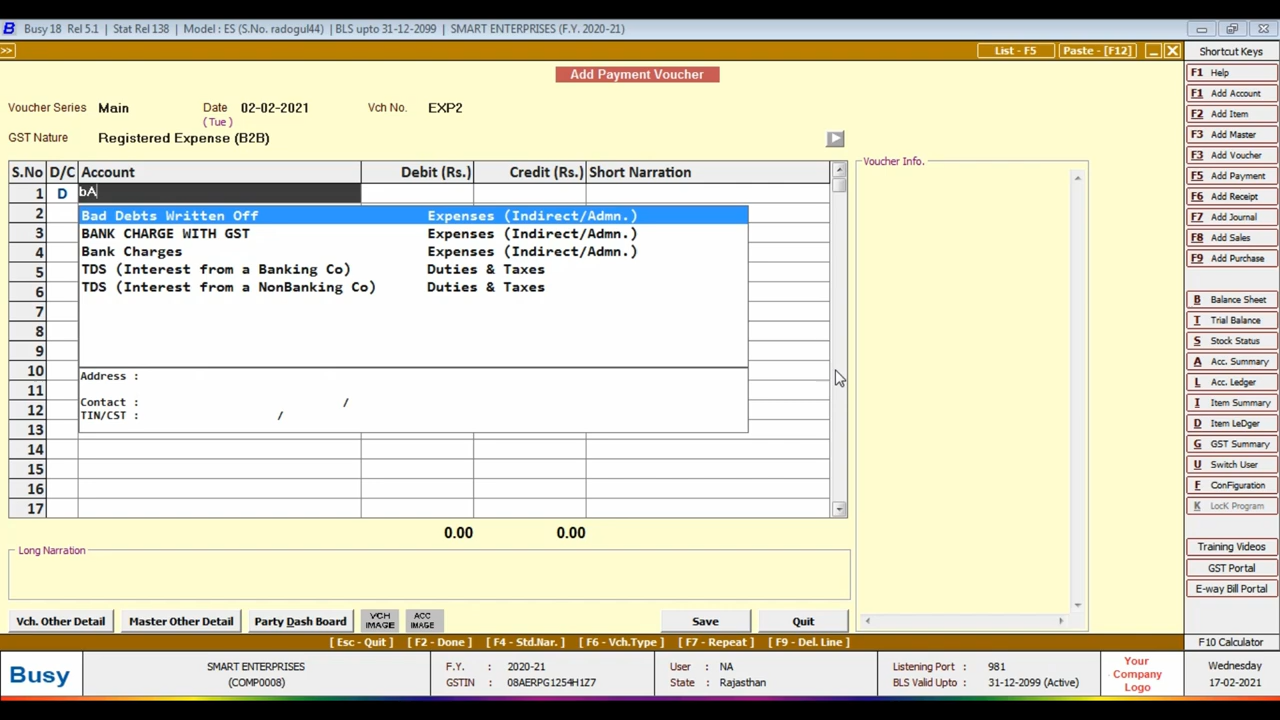 Busy 18 Rel 5.1 | Stat Rel 138 | Model : ES (S.No. radogul44) | BLS upto 31-12-2099 | SMART ENTERPRISES (F.Y. 2020-21)
>> List - F5 Paste - [F12]
Add Payment Voucher
Voucher Series Main Date 02-02-2021 Vch No. EXP2
(Tue)
GST Nature Registered Expense (B2B)
S.No D/C Account Debit (Rs.) Credit (Rs.) Short Narration
1 D bA
2 Bad Debts Written Off Expenses (Indirect/Admn.)
3 BANK CHARGE WITH GST Expenses (Indirect/Admn.)
4 Bank Charges Expenses (Indirect/Admn.)
5 TDS (Interest from a Banking Co) Duties & Taxes
6 TDS (Interest from a NonBanking Co) Duties & Taxes
7
8
9
10 Address :
11 Contact : /
12 TIN/CST : /
13
14
15
16
17
0.00 0.00
Long Narration
Voucher Info.
Vch. Other Detail Master Other Detail Party Dash Board VCH IMAGE ACC IMAGE Save Quit
[ Esc - Quit ] [ F2 - Done ] [ F4 - Std.Nar. ] [ F6 - Vch.Type ] [ F7 - Repeat ] [ F9 - Del. Line ]
Shortcut Keys
F1 Help
F1 Add Account
F2 Add Item
F3 Add Master
F3 Add Voucher
F5 Add Payment
F6 Add Receipt
F7 Add Journal
F8 Add Sales
F9 Add Purchase
B Balance Sheet
T Trial Balance
S Stock Status
A Acc. Summary
L Acc. Ledger
I Item Summary
D Item LeDger
G GST Summary
U Switch User
F ConFiguration
K LocK Program
Training Videos
GST Portal
E-way Bill Portal
F10 Calculator
Busy
SMART ENTERPRISES
(COMP0002)
F.Y. : 2020-21
GSTIN : 08AERPG1254H1Z7
User : NA
State : Rajasthan
Listening Port : 981
BLS Valid Upto : 31-12-2099 (Active)
Your
Company
Logo
Wednesday
17-02-2021